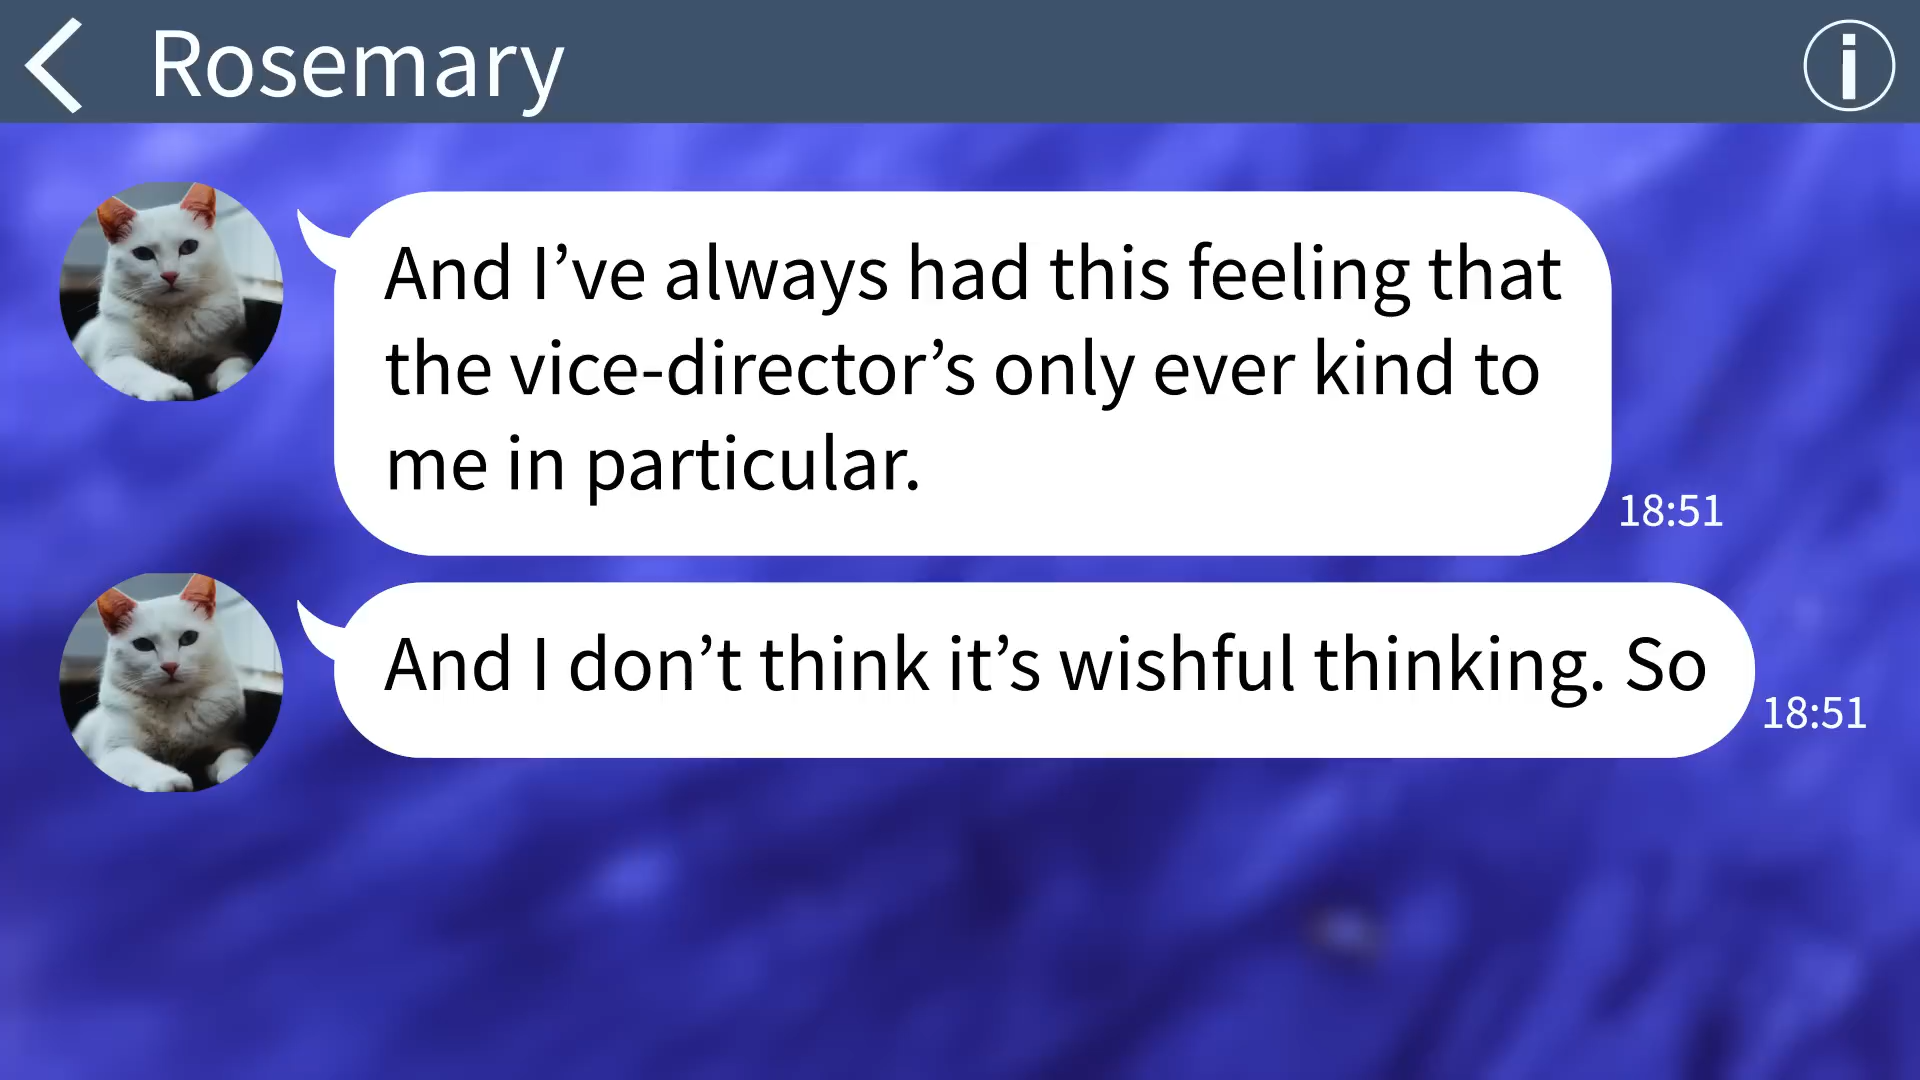 Rosemary
And I’ve always had this feeling that
the vice-director’s only ever kind to
me in particular.
18:51
And I don’t think it’s wishful thinking. So
18:51